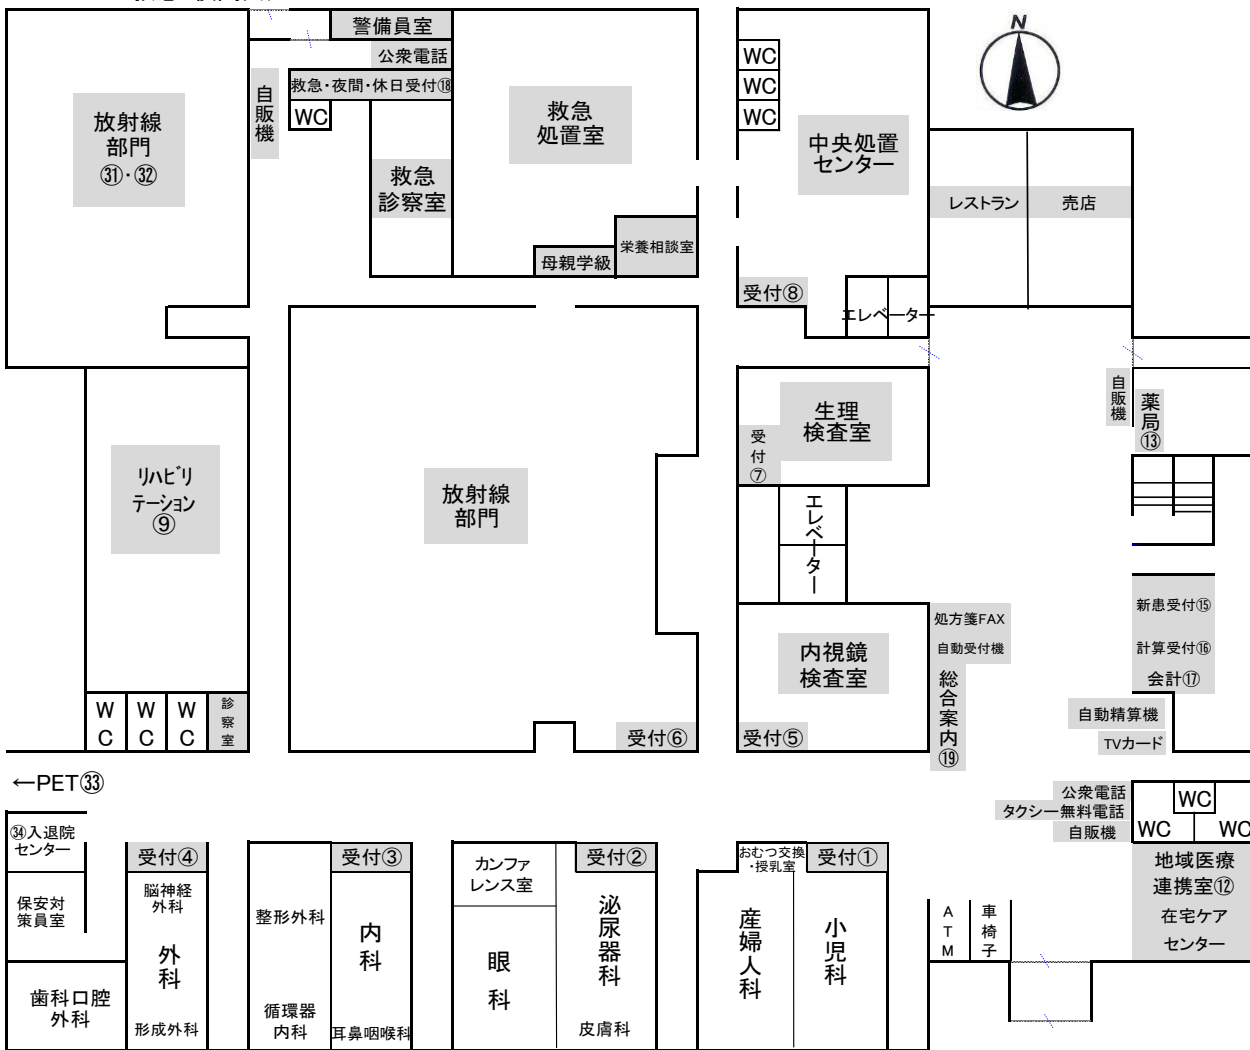 警備員室
N
公衆電話
救急・夜間・休日受付⑱
WC
自販機
放射線
部門
㉛・㉜
救急
診察室
救急
処置室
母親学級
栄養相談室
WC
WC
WC
中央処置
センター
受付⑧
エレベーター
レストラン
売店
自販機
薬局⑬
生理
検査室
受付⑦
エレベーター
リハビリ
テーション
⑨
放射線
部門
内視鏡
検査室
処方箋FAX
自動受付機
総合案内⑲
新患受付⑮
計算受付⑯
会計⑰
自動精算機
TVカード
WC
WC
WC
診察室
受付⑥
受付⑤
←PET㉝
公衆電話
タクシー無料電話
自販機
WC
WC
WC
㉞入退院
センター
保安対
策員室
歯科口腔
外科
受付④
脳神経
外科
外科
形成外科
整形外科
循環器
内科
受付③
内科
耳鼻咽喉科
カンファ
レンス室
眼科
受付②
泌尿器科
皮膚科
おむつ交換
・授乳室
産婦人科
受付①
小児科
ATM
車椅子
地域医療
連携室⑫
在宅ケア
センター